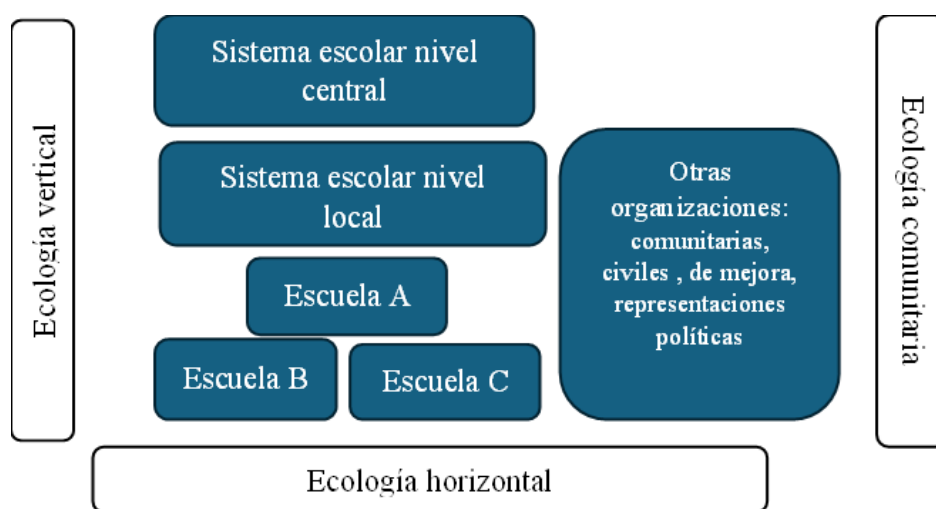 Ecología vertical
Sistema escolar nivel
central
Sistema escolar nivel
local
Escuela A
Escuela B
Escuela C
Otras
organizaciones:
comunitarias,
civiles , de mejora,
representaciones
políticas
Ecología comunitaria
Ecología horizontal